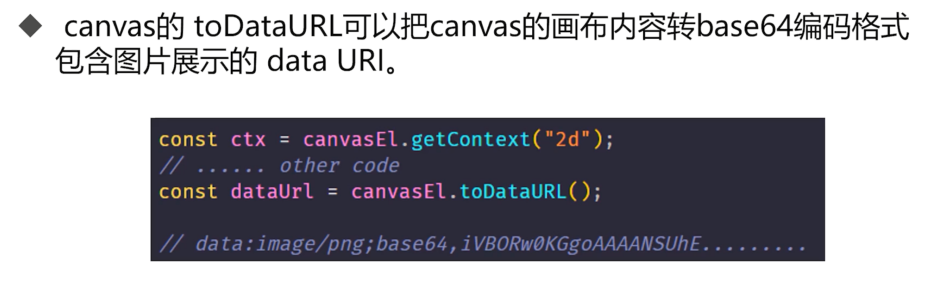 ◆ canvas的 toDataURL可以把canvas的画布内容转base64编码格式
包含图片展示的 data URI。
const ctx = canvasEl.getContext("2d");
// ...... other code
const dataUrl = canvasEl.toDataURL();
// data:image/png;base64,iVBORw0KGgoAAAANSUhE.........